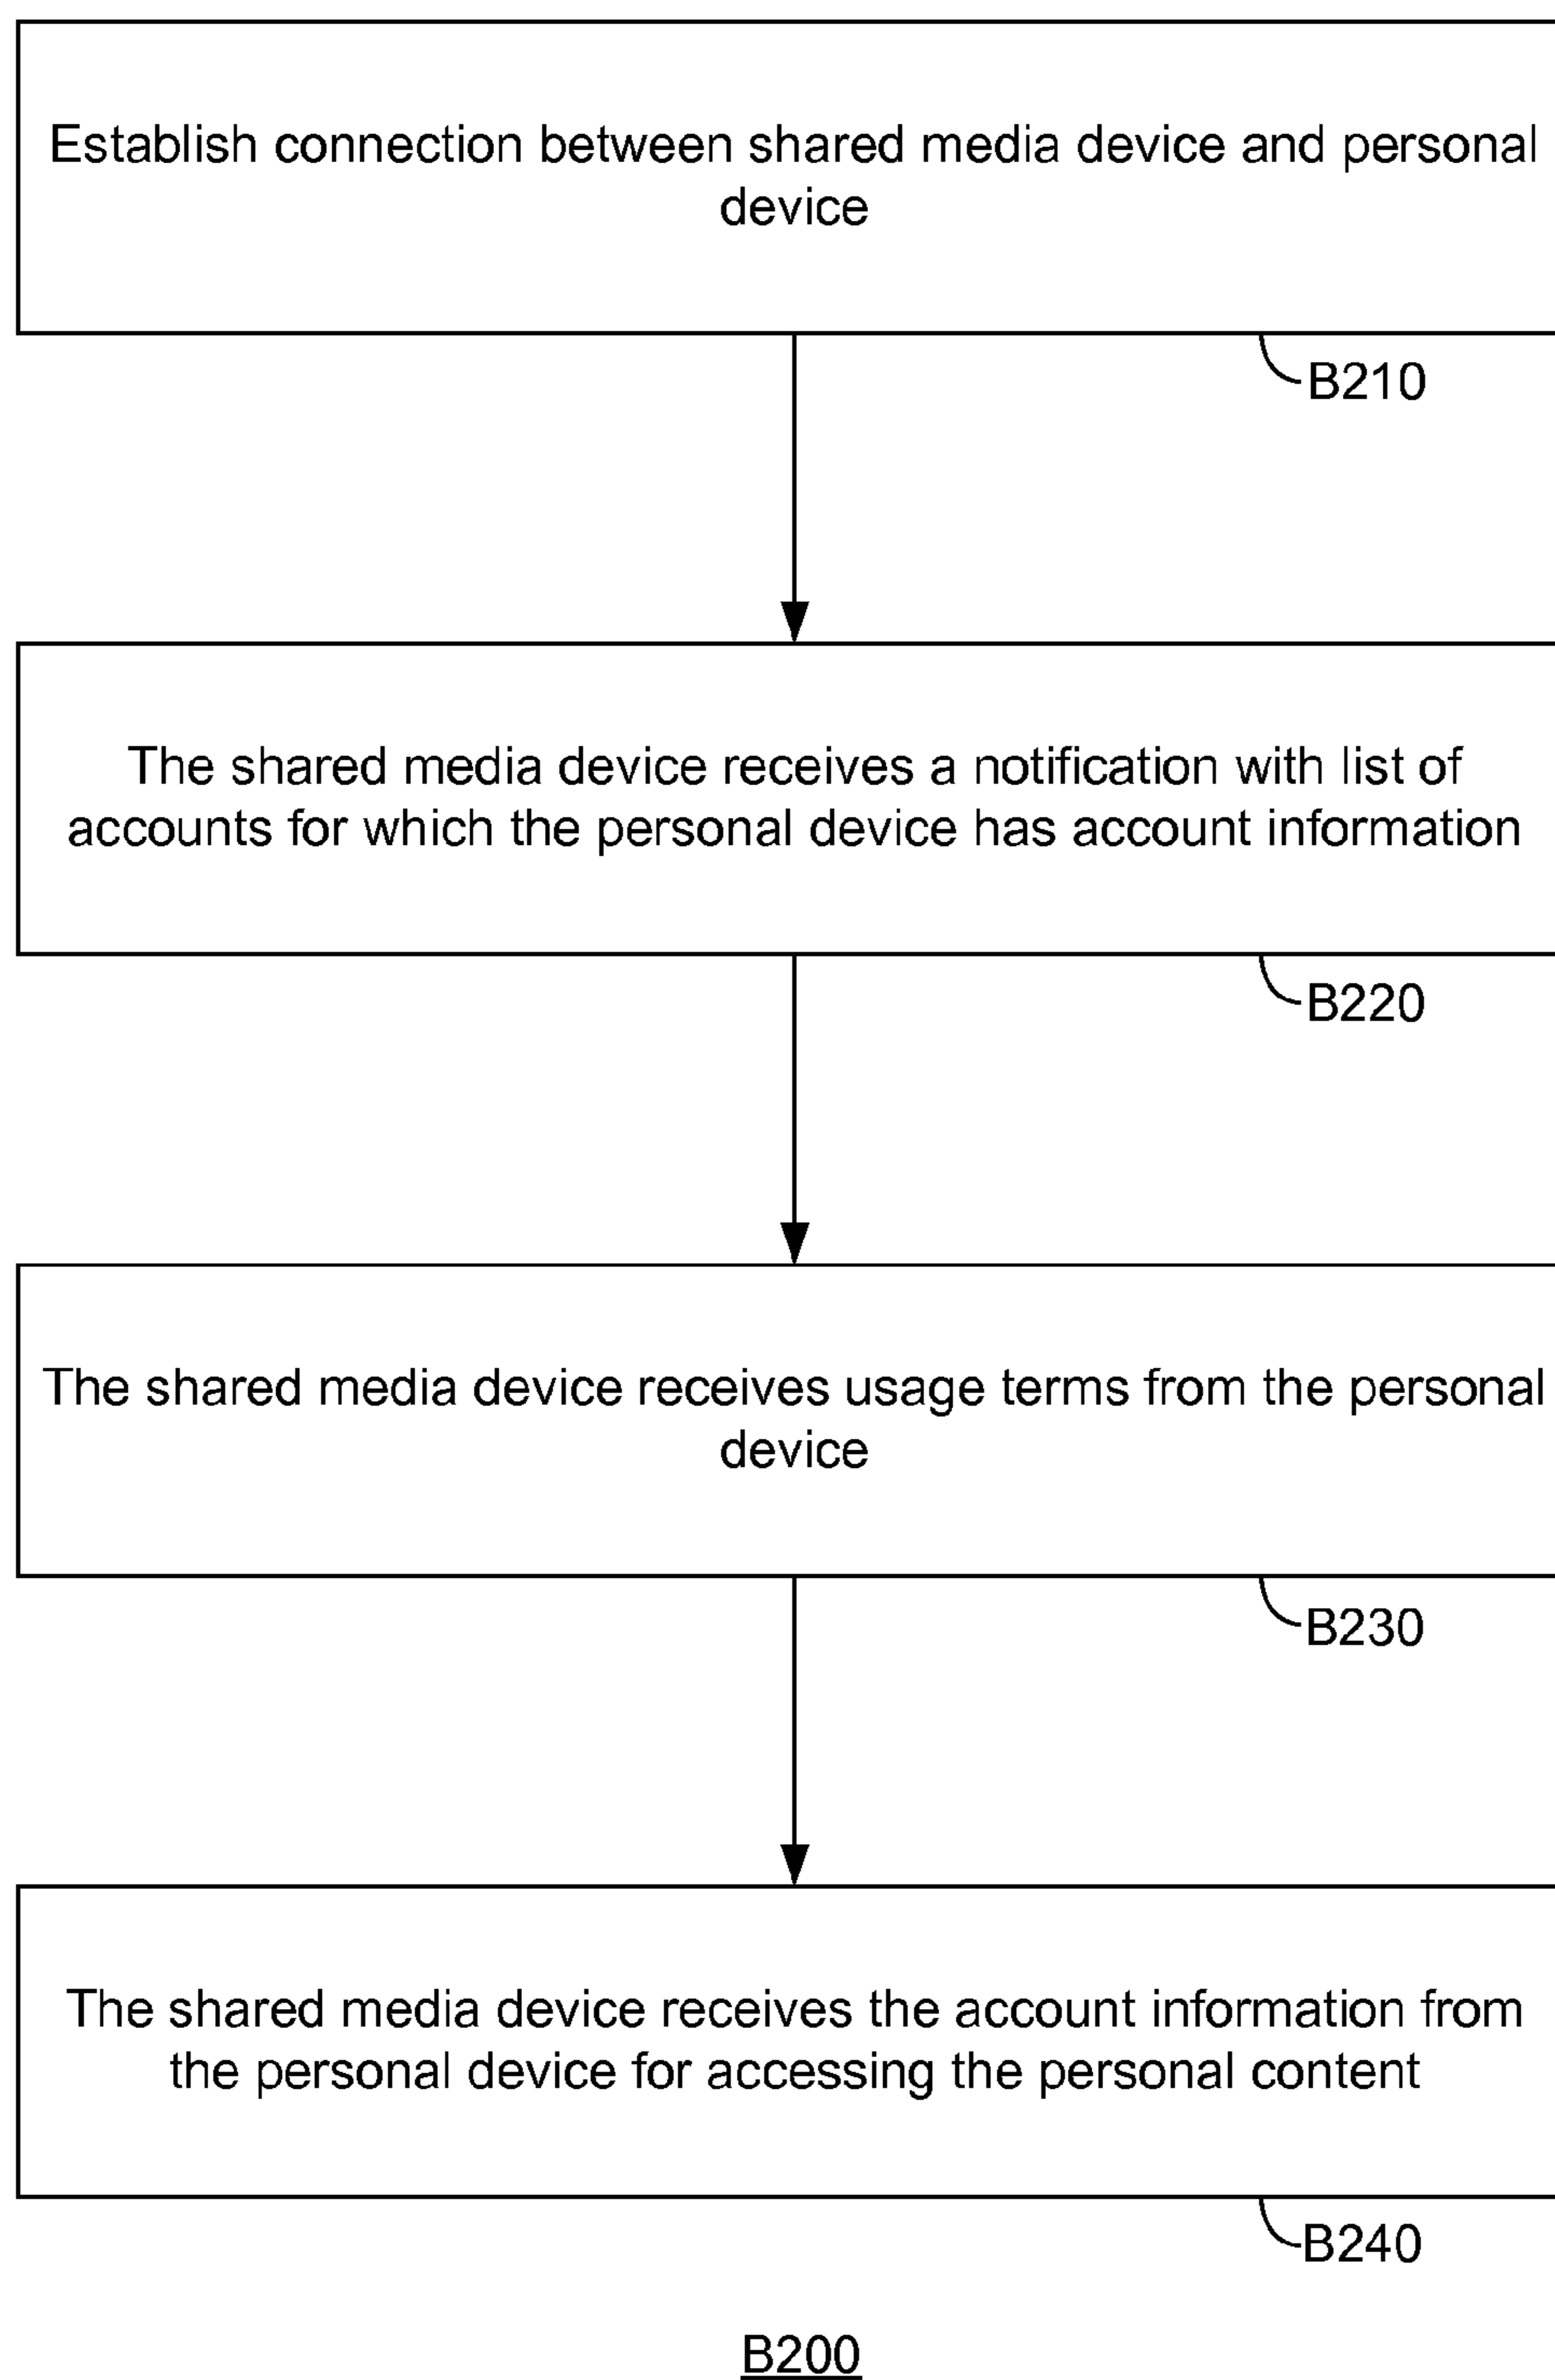 Establish connection between shared media device and personal
device
B210
The shared media device receives a notification with list of
accounts for which the personal device has account information
B220
The shared media device receives usage terms from the personal
device
B230
The shared media device receives the account information from
the personal device for accessing the personal content
B240
B200